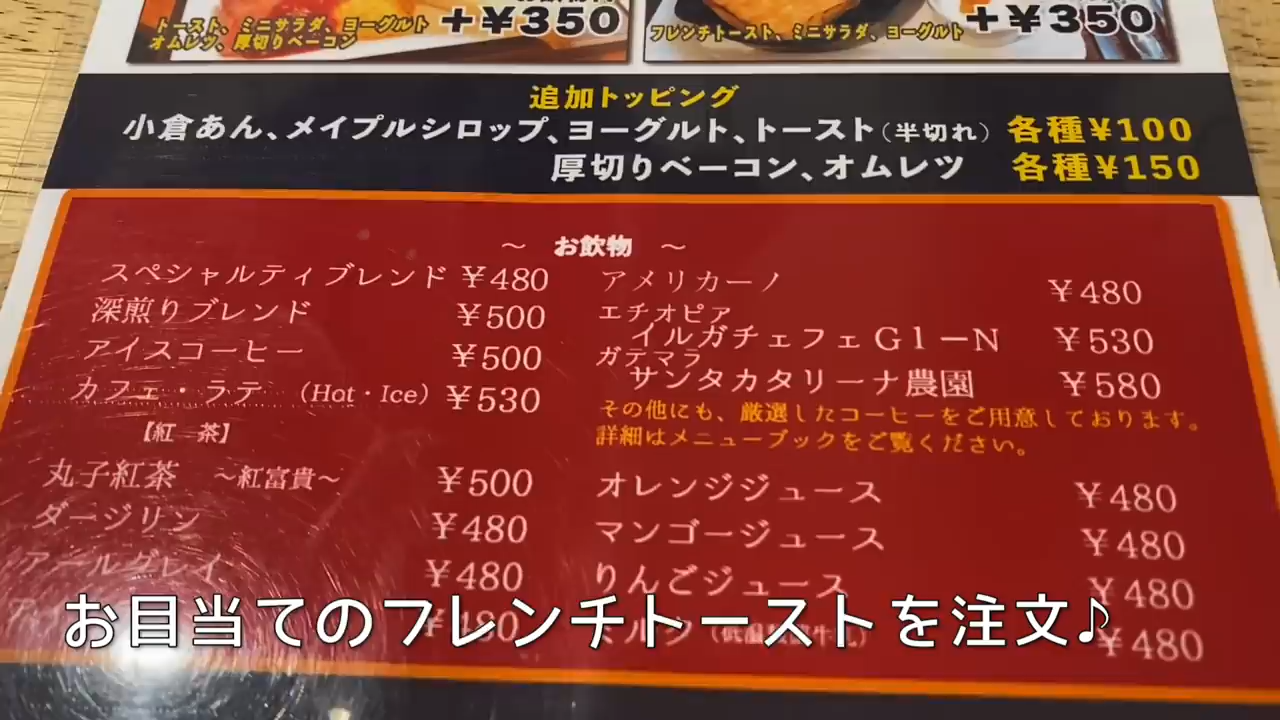 トースト、ミニサラダ、ヨーグルト
オムレツ、厚切りベーコン
+¥350
フレンチトースト、ミニサラダ、ヨーグルト
+¥350
追加トッピング
小倉あん、メイプルシロップ、ヨーグルト、トースト(半切れ) 各種¥100
厚切りベーコン、オムレツ 各種¥150
～ お飲物 ～
スペシャルティブレンド ¥480
深煎りブレンド ¥500
アイスコーヒー ¥500
カフェ・ラテ (Hot・Ice) ¥530
【紅 茶】
丸子紅茶 ～紅富貴～ ¥500
ダージリン ¥480
アールグレイ ¥480
アメリカーノ ¥480
エチオピア
イルガチェフェG1－N ¥530
ガテマラ
サンタカタリーナ農園 ¥580
その他にも、厳選したコーヒーをご用意しております。
詳細はメニューブックをご覧ください。
オレンジジュース ¥480
マンゴージュース ¥480
りんごジュース ¥480
ミルク ¥480
お目当てのフレンチトーストを注文♪